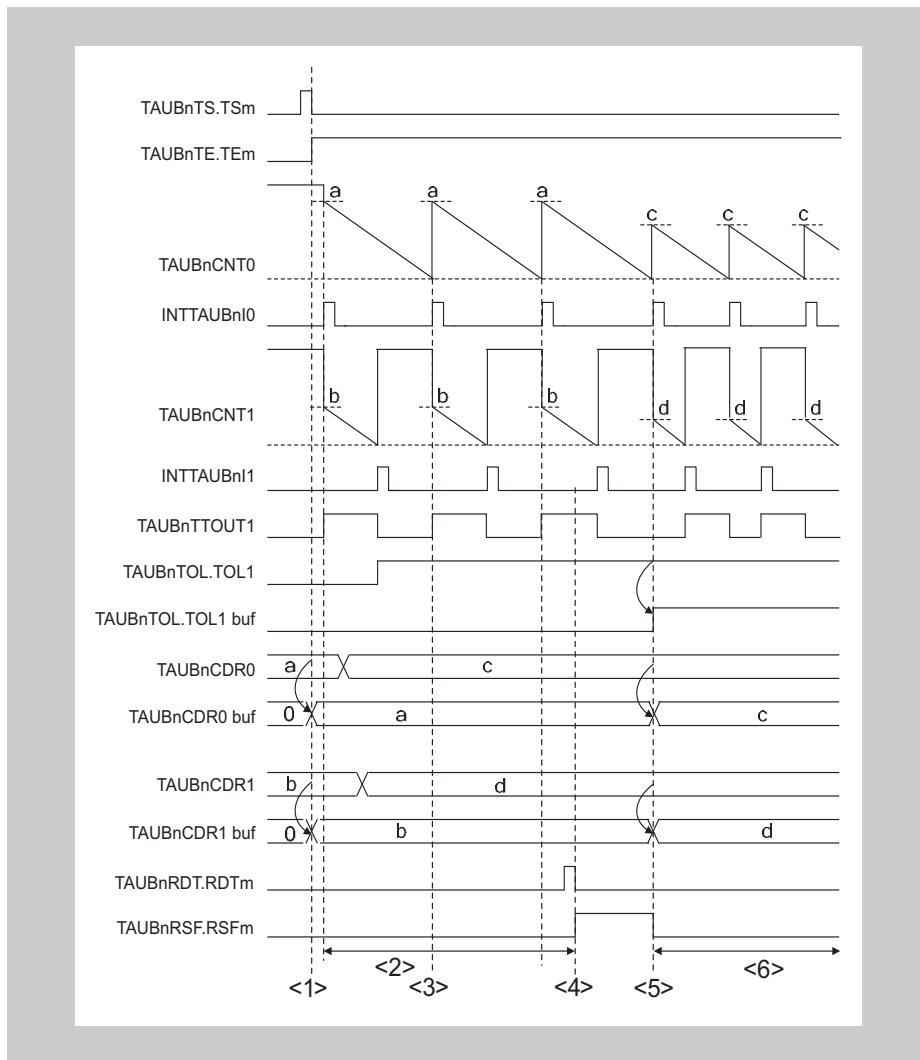 TAUBnTS.TSm
TAUBnTE.TEm
a a a c c c
TAUBnCNT0
INTTAUBnI0
b b b d d d
TAUBnCNT1
INTTAUBnI1
TAUBnTTOUT1
TAUBnTOL.TOL1
TAUBnTOL.TOL1 buf
TAUBnCDR0 a c
TAUBnCDR0 buf 0 a c
TAUBnCDR1 b d
TAUBnCDR1 buf 0 b d
TAUBnRDT.RDTm
TAUBnRSF.RSFm
<2> <6>
<1> <3> <4> <5>